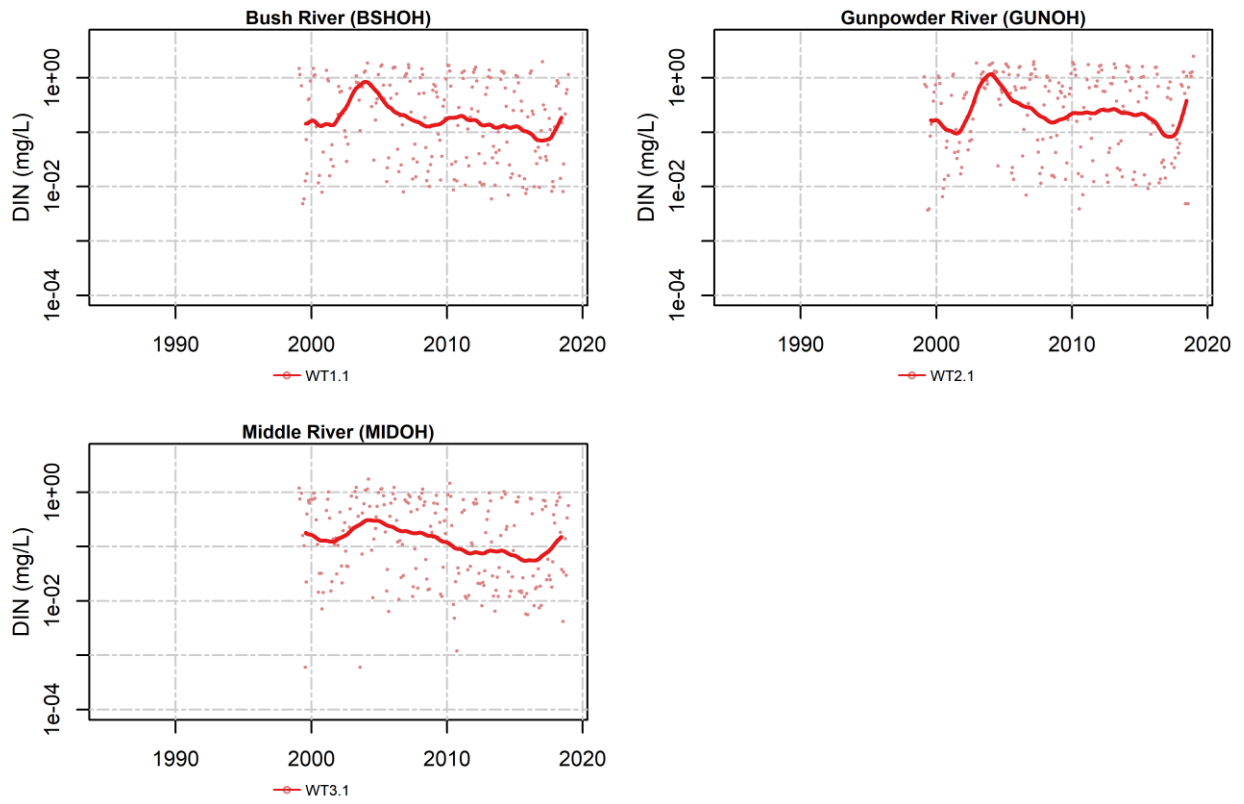 Bush River (BSHOH)
DIN (mg/L)
1e+00
1e-02
1e-04
1990 2000 2010 2020
WT1.1
Gunpowder River (GUNOH)
DIN (mg/L)
1e+00
1e-02
1e-04
1990 2000 2010 2020
WT2.1
Middle River (MIDOH)
DIN (mg/L)
1e+00
1e-02
1e-04
1990 2000 2010 2020
WT3.1